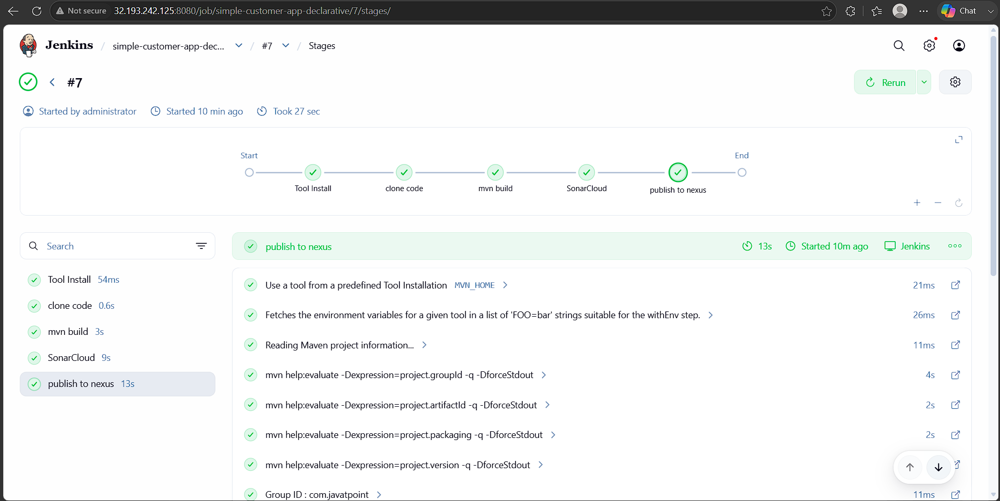 Not secure 32.193.242.125:8080/job/simple-customer-app-declarative/7/stages/ Chat
Jenkins / simple-customer-app-dec... / #7 / Stages
#7 Rerun
Started by administrator Started 10 min ago Took 27 sec
Start End
Tool Install clone code mvn build SonarCloud publish to nexus
Search
publish to nexus 13s Started 10m ago Jenkins
Tool Install 54ms
clone code 0.6s
mvn build 3s
SonarCloud 9s
publish to nexus 13s
Use a tool from a predefined Tool Installation MVN_HOME 21ms
Fetches the environment variables for a given tool in a list of 'FOO=bar' strings suitable for the withEnv step. 26ms
Reading Maven project information... 11ms
mvn help:evaluate -Dexpression=project.groupId -q -DforceStdout 4s
mvn help:evaluate -Dexpression=project.artifactId -q -DforceStdout 2s
mvn help:evaluate -Dexpression=project.packaging -q -DforceStdout 2s
mvn help:evaluate -Dexpression=project.version -q -DforceStdout
Group ID : com.javatpoint 11ms